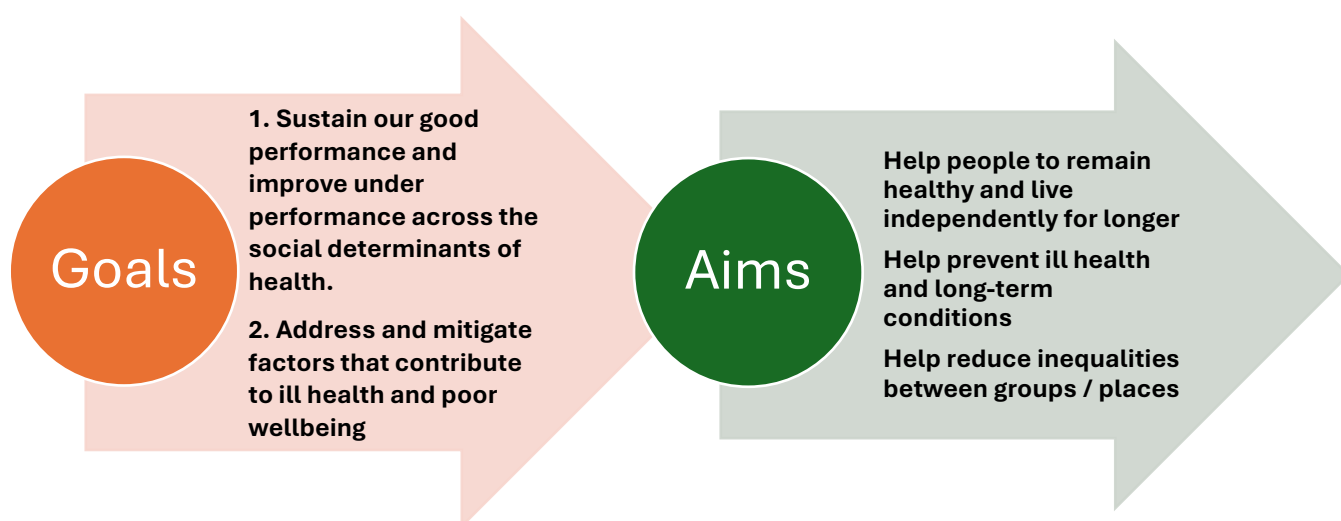 Goals
1. Sustain our good
performance and
improve under
performance across the
social determinants of
health.
2. Address and mitigate
factors that contribute
to ill health and poor
wellbeing
Aims
Help people to remain
healthy and live
independently for longer
Help prevent ill health
and long-term
conditions
Help reduce inequalities
between groups / places